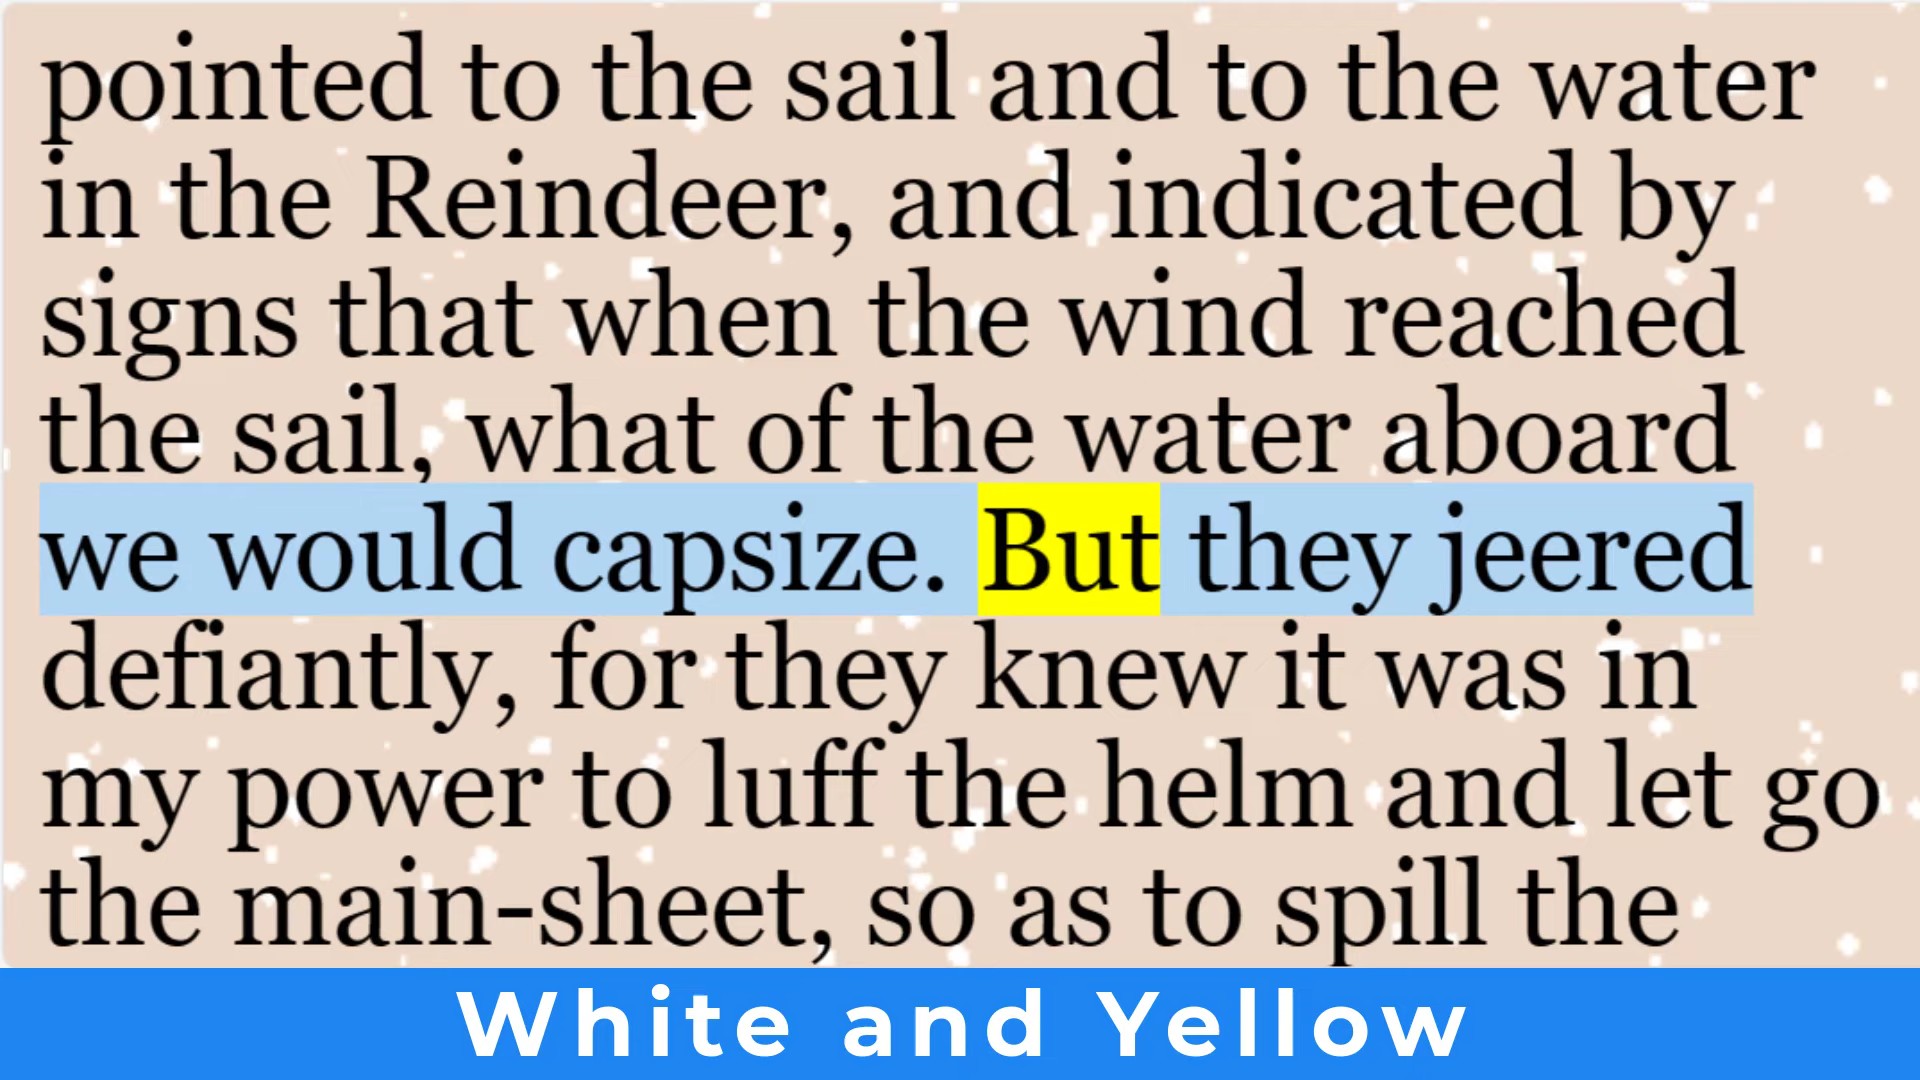 pointed to the sail and to the water
in the Reindeer, and indicated by
signs that when the wind reached
the sail, what of the water aboard
we would capsize. But they jeered
defiantly, for they knew it was in
my power to luff the helm and let go
the main-sheet, so as to spill the
White and Yellow